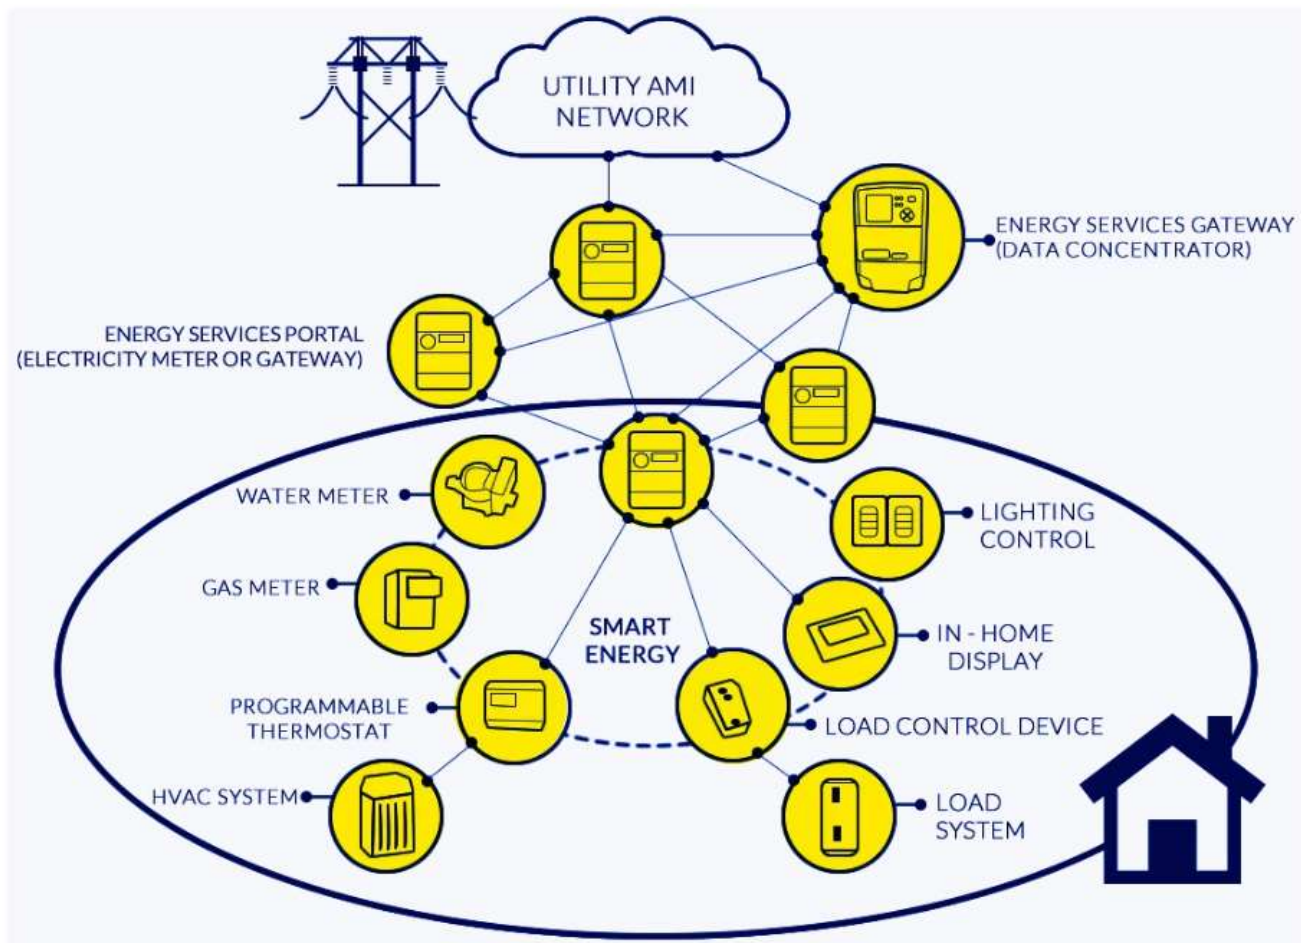 UTILITY AMI
NETWORK
ENERGY SERVICES GATEWAY
(DATA CONCENTRATOR)
ENERGY SERVICES PORTAL
(ELECTRICITY METER OR GATEWAY)
WATER METER
LIGHTING
CONTROL
GAS METER
SMART
ENERGY
IN - HOME
DISPLAY
PROGRAMMABLE
THERMOSTAT
LOAD CONTROL DEVICE
HVAC SYSTEM
LOAD
SYSTEM